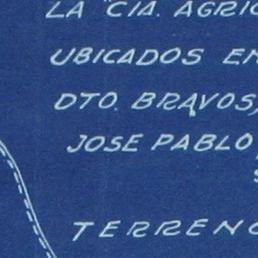 LA "CIA. AGRIC
UBICADOS EN
DTO. BRAVOS,
JOSE PABLO
TERRENO